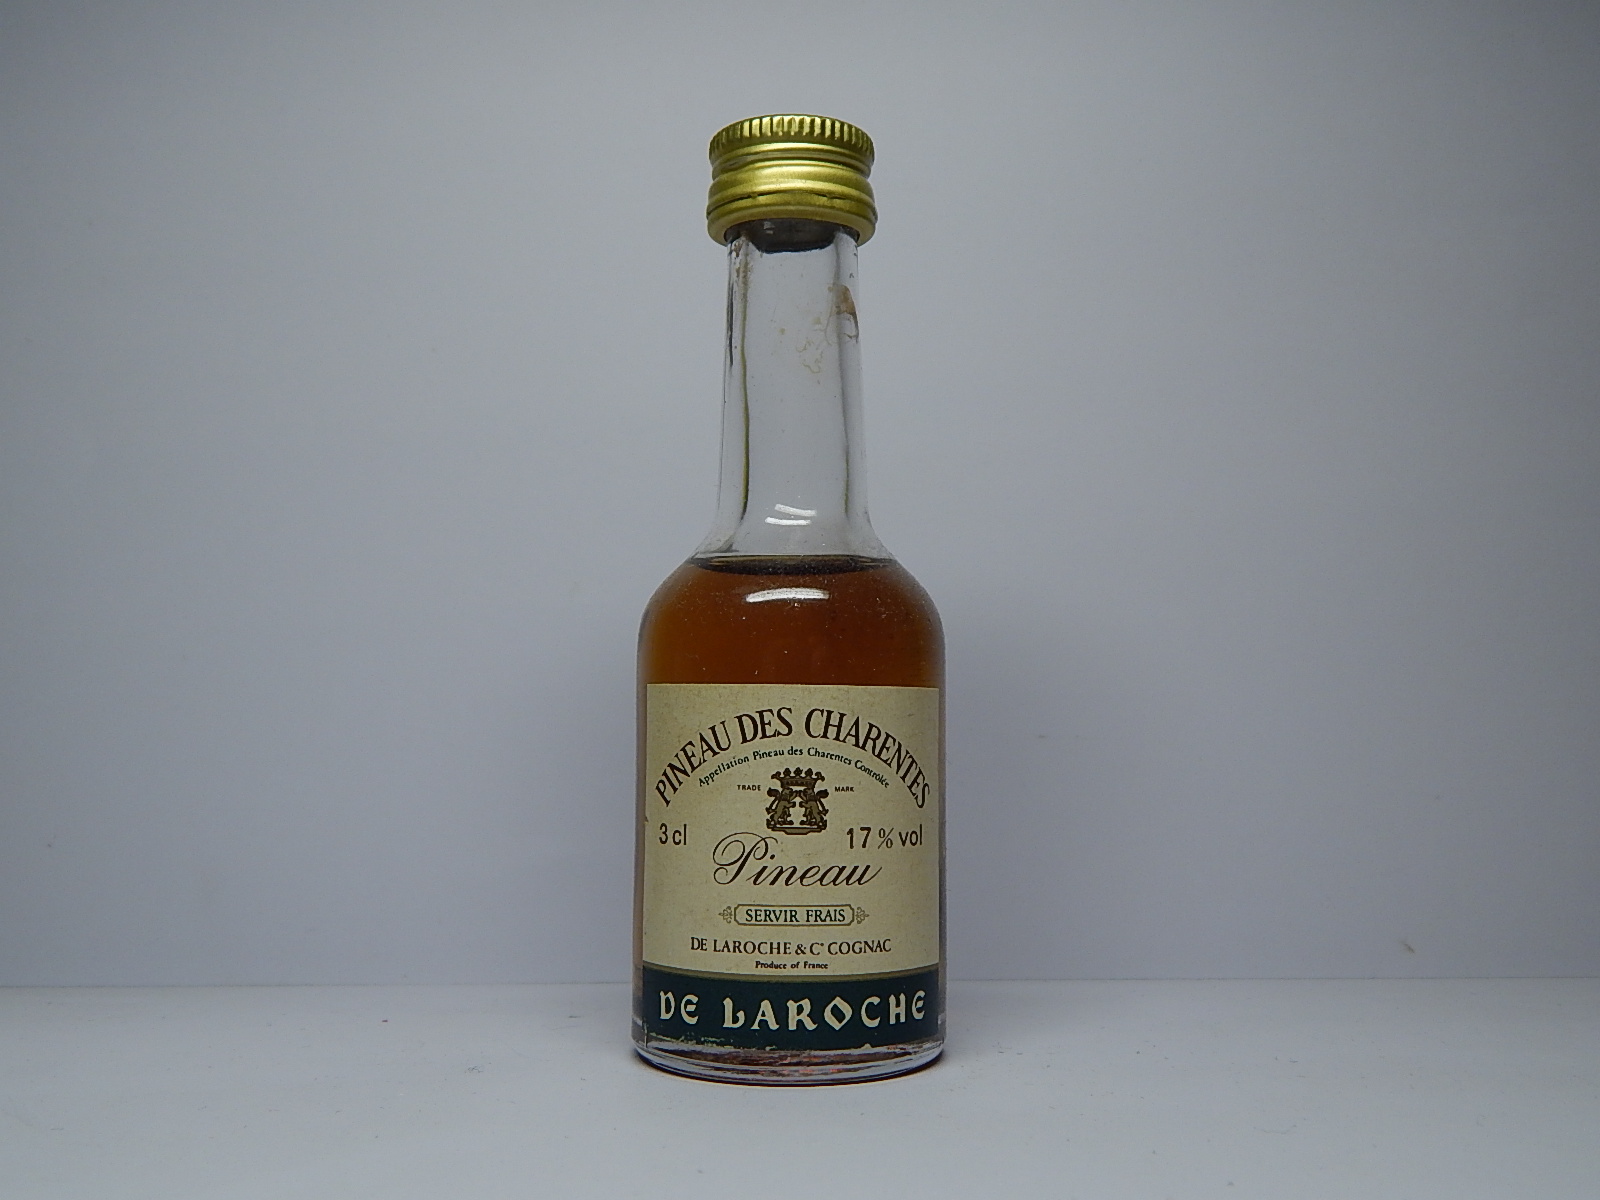 PINEAU DES CHARENTES
Appellation Pineau des Charentes Contrôlée
TRADE MARK
3 cl 17 % vol
Pineau
SERVIR FRAIS
DE LAROCHE & Cº COGNAC
Produce of France
DE LAROCHE